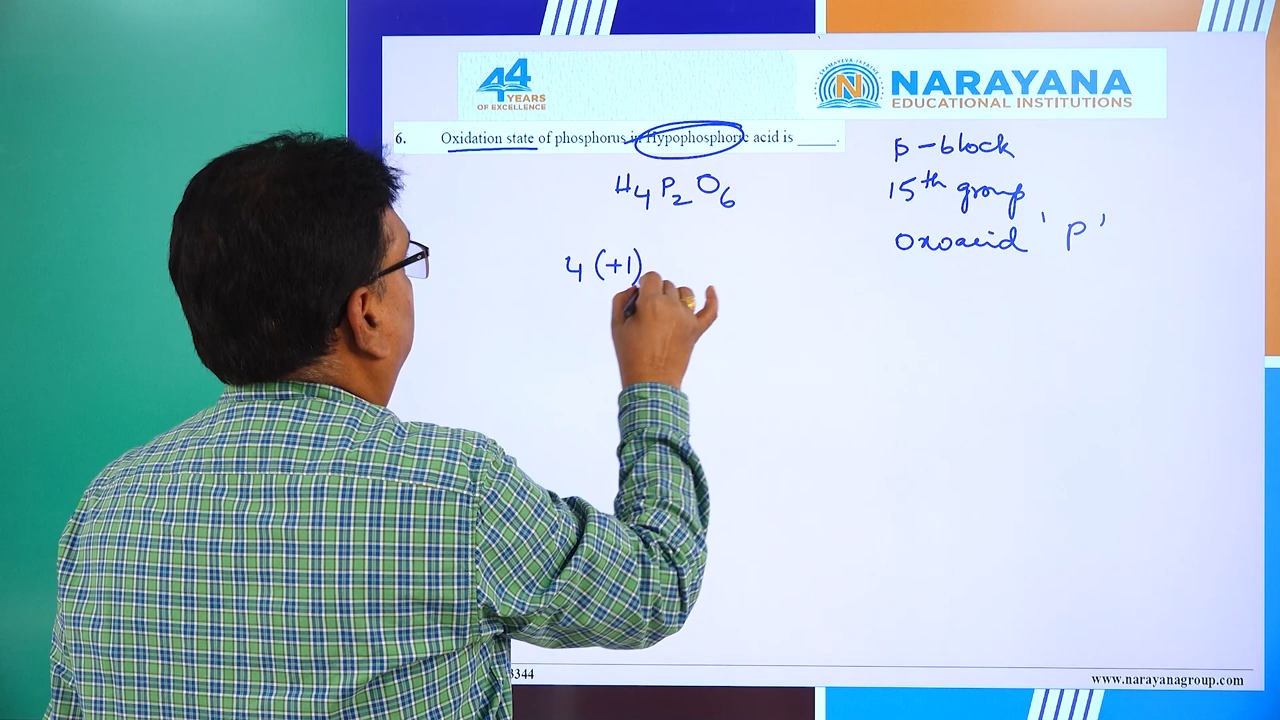 44
YEARS
OF EXCELLENCE
N
NARAYANA
EDUCATIONAL INSTITUTIONS
6. Oxidation state of phosphorus in Hypophosphoric acid is _____.
H4P2O6
4 (+1)
p-block
15th group
oxoacid 'P'
3344
www.narayanagroup.com